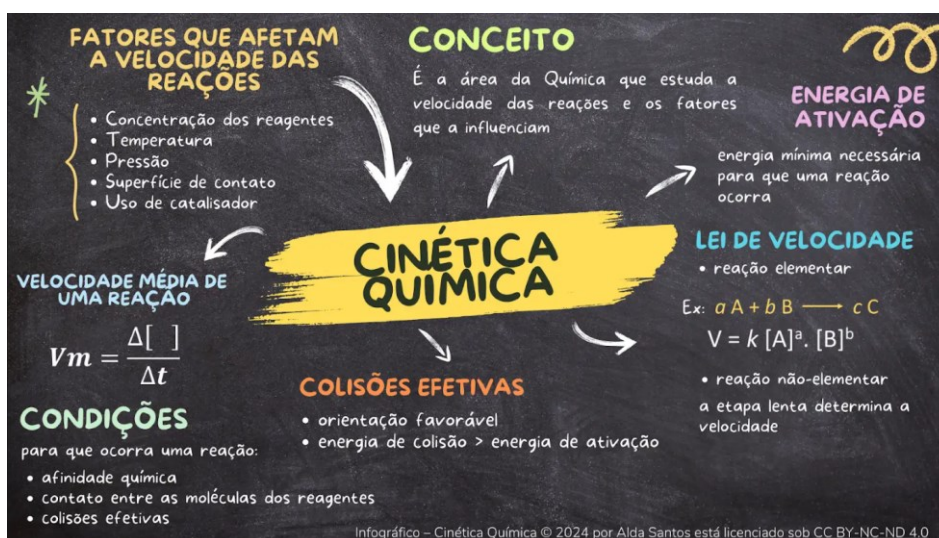 FATORES QUE AFETAM
A VELOCIDADE DAS
REAÇÕES
• Concentração dos reagentes
• Temperatura
• Pressão
• Superfície de contato
• Uso de catalisador
CONCEITO
É a área da Química que estuda a
velocidade das reações e os fatores
que a influenciam
ENERGIA DE
ATIVAÇÃO
energia mínima necessária
para que uma reação
ocorra
CINÉTICA
QUIMICA
VELOCIDADE MÉDIA DE
UMA REAÇÃO
Vm = Δ[ ] / Δt
LEI DE VELOCIDADE
• reação elementar
Ex: a A + b B ⟶ c C
V = k [A]ᵃ. [B]ᵇ
• reação não-elementar
a etapa lenta determina a
velocidade
COLISÕES EFETIVAS
• orientação favorável
• energia de colisão > energia de ativação
CONDIÇÕES
para que ocorra uma reação:
• afinidade química
• contato entre as moléculas dos reagentes
• colisões efetivas
Infográfico – Cinética Química © 2024 por Alda Santos está licenciado sob CC BY-NC-ND 4.0